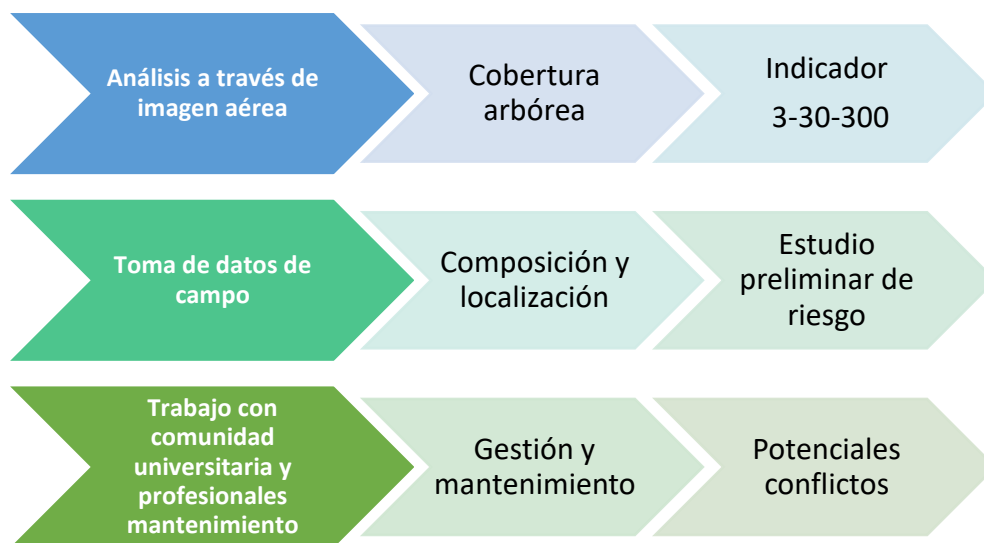 Análisis a través de
imagen aérea
Cobertura
arbórea
Indicador
3-30-300
Toma de datos de
campo
Composición y
localización
Estudio
preliminar de
riesgo
Trabajo con
comunidad
universitaria y
profesionales
mantenimiento
Gestión y
mantenimiento
Potenciales
conflictos